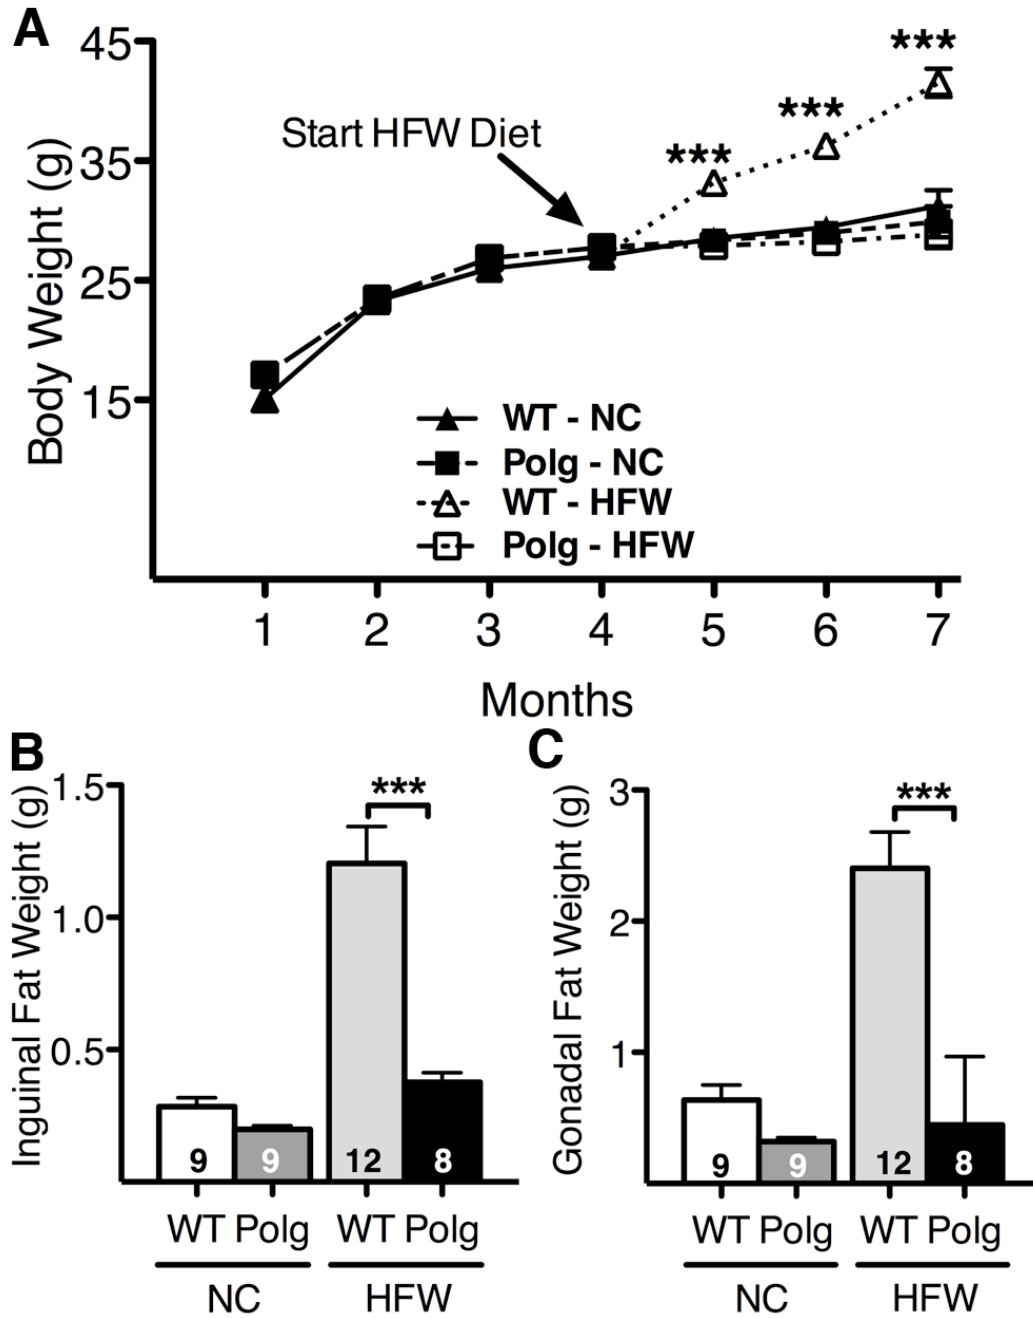 A
45
***
***
Start HFW Diet
***
35
Body Weight (g)
25
15
WT - NC
Polg - NC
WT - HFW
Polg - HFW
1 2 3 4 5 6 7
Months
B
Inguinal Fat Weight (g)
1.5
***
1.0
0.5
9 9 12 8
WT Polg WT Polg
NC HFW
C
Gonadal Fat Weight (g)
3
***
2
1
9 9 12 8
WT Polg WT Polg
NC HFW